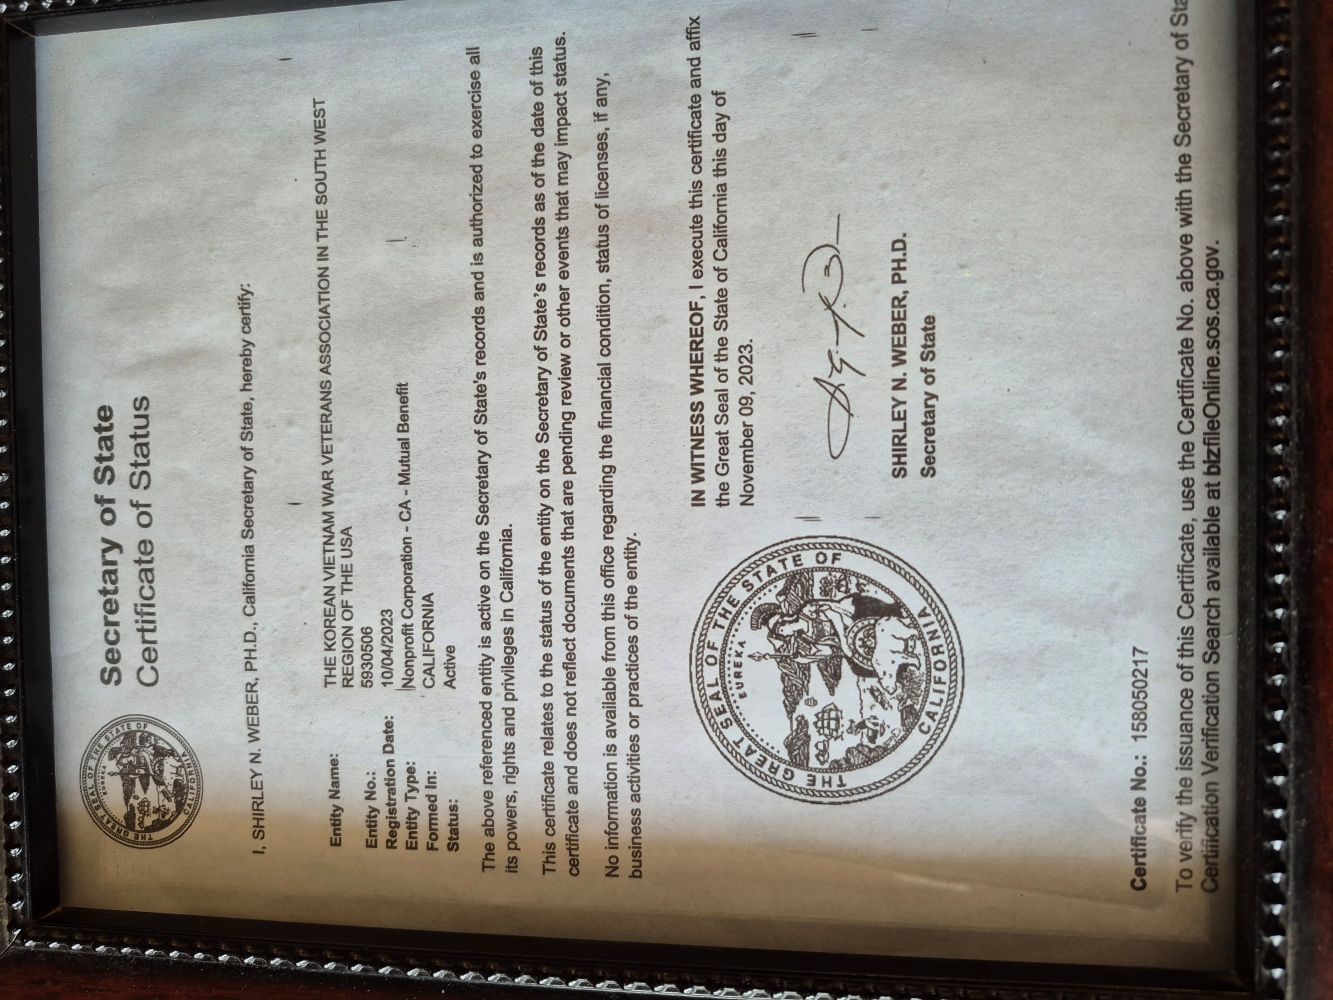 Secretary of State
Certificate of Status
THE GREAT SEAL OF THE STATE OF CALIFORNIA
EUREKA
I, SHIRLEY N. WEBER, PH.D., California Secretary of State, hereby certify:
Entity Name: THE KOREAN VIETNAM WAR VETERANS ASSOCIATION IN THE SOUTH WEST
REGION OF THE USA
Entity No.: 5930506
Registration Date: 10/04/2023
Entity Type: Nonprofit Corporation - CA - Mutual Benefit
Formed In: CALIFORNIA
Status: Active
The above referenced entity is active on the Secretary of State's records and is authorized to exercise all
its powers, rights and privileges in California.
This certificate relates to the status of the entity on the Secretary of State's records as of the date of this
certificate and does not reflect documents that are pending review or other events that may impact status.
No information is available from this office regarding the financial condition, status of licenses, if any,
business activities or practices of the entity.
IN WITNESS WHEREOF, I execute this certificate and affix
the Great Seal of the State of California this day of
November 09, 2023.
THE GREAT SEAL OF THE STATE OF CALIFORNIA
EUREKA
SHIRLEY N. WEBER, PH.D.
Secretary of State
Certificate No.: 158050217
To verify the issuance of this Certificate, use the Certificate No. above with the Secretary of Sta
Certification Verification Search available at bizfileOnline.sos.ca.gov.